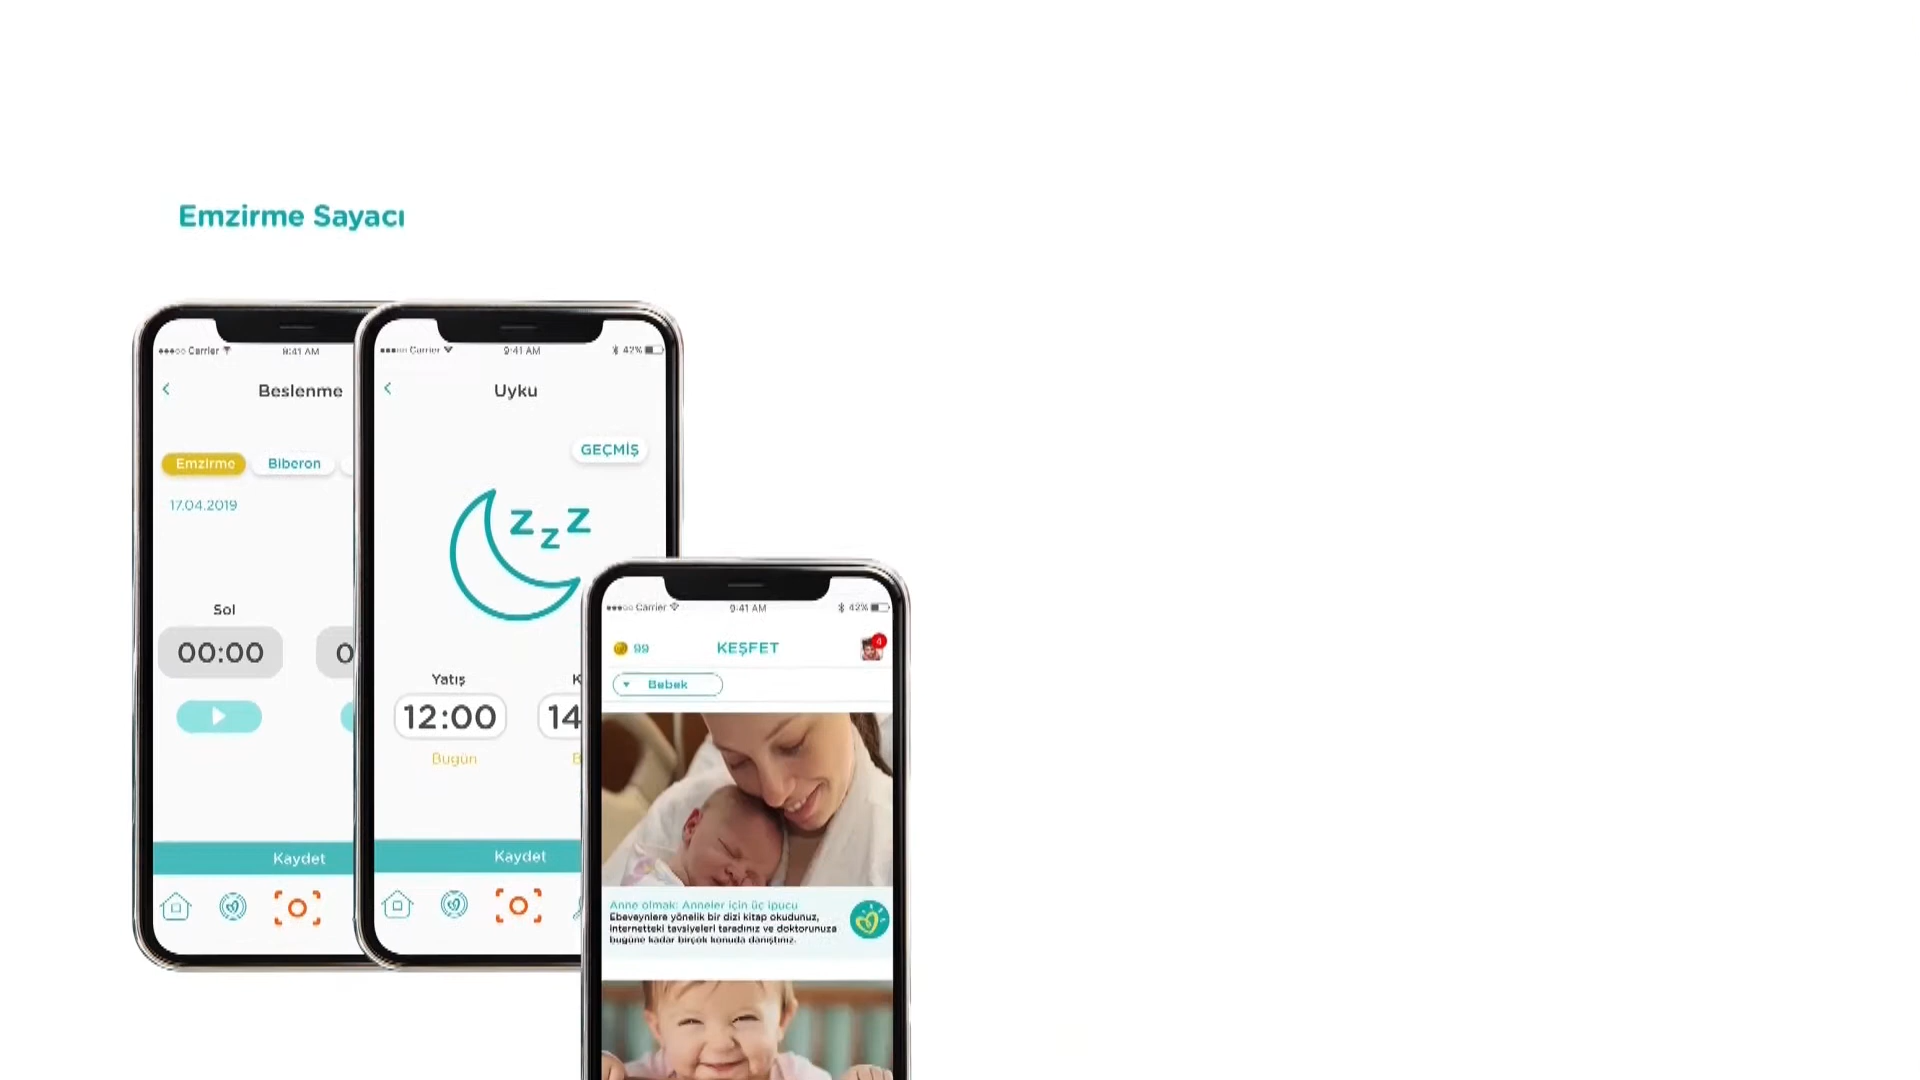 Emzirme Sayacı
Carrier 9:41 AM
Beslenme
Emzirme Biberon
17.04.2019
Sol
00:00 0
Kaydet
Carrier 9:41 AM 42%
Uyku
GEÇMİŞ
z z z
Yatış K
12:00 14
Bugün B
Kaydet
Carrier 9:41 AM 42%
99 KEŞFET 4
Bebek
Anne olmak: Anneler için üç ipucu
Ebeveynlere yönelik bir dizi kitap okudunuz,
internetteki tavsiyeleri taradınız ve doktorunuza
bugüne kadar birçok konuda danıştınız.